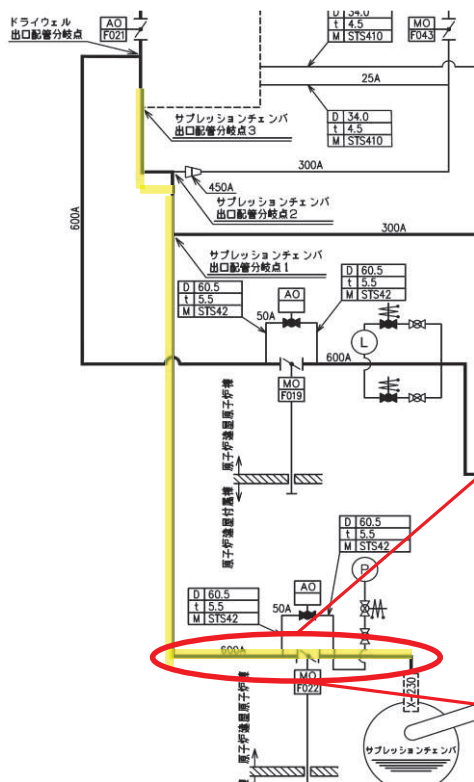 ドライウェル
出口配管分岐点
AO
F021
D 34.0
t 4.5
M STS410
MO
F043
25A
D 34.0
t 4.5
M STS410
サプレッションチェンバ
出口配管分岐点3
300A
450A
サプレッションチェンバ
出口配管分岐点2
600A
300A
サプレッションチェンバ
出口配管分岐点1
D 60.5
t 5.5
M STS42
D 60.5
t 5.5
M STS42
AO
50A
L
600A
MO
F019
原子炉建屋原子炉棟
原子炉建屋付属棟
D 60.5
t 5.5
M STS42
P
D 60.5
t 5.5
M STS42
AO
50A
600A
MO
F022
X-230
原子炉建屋原子炉棟
サプレッションチェンバ